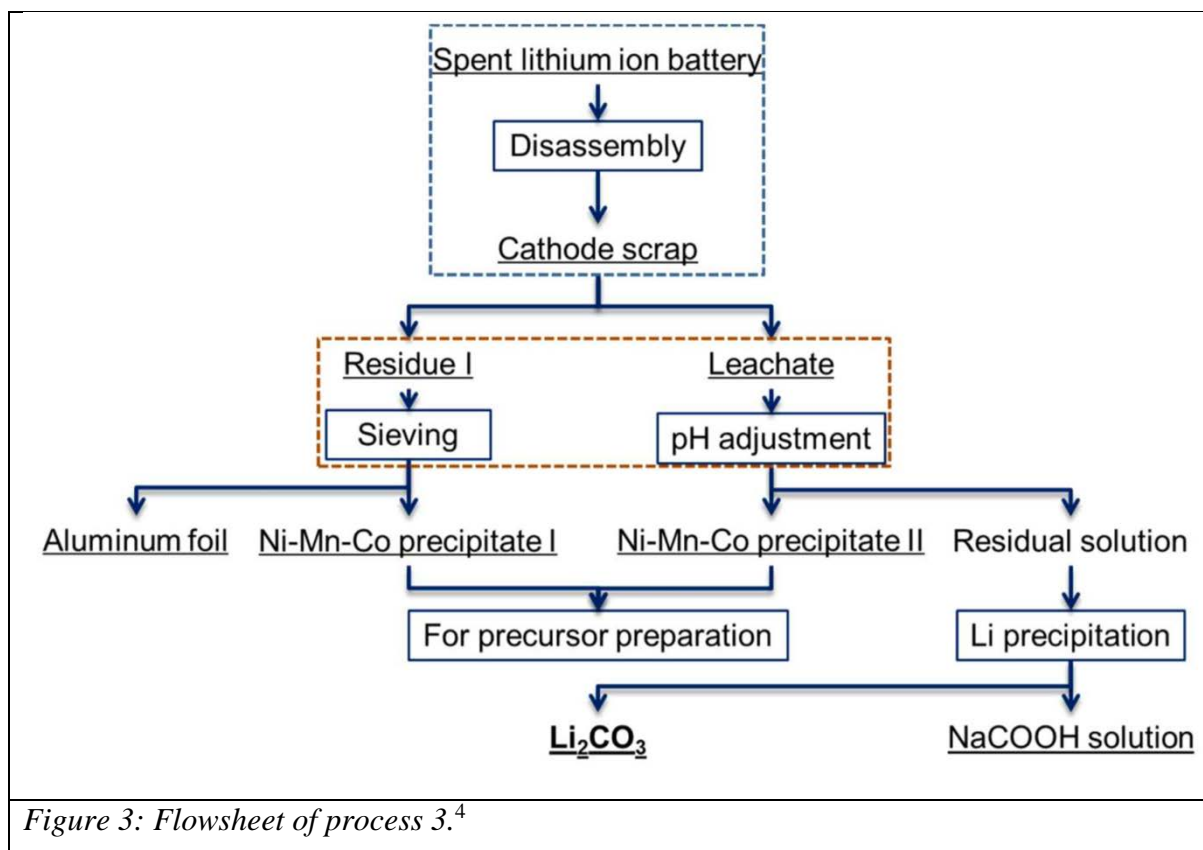 Spent lithium ion battery
Disassembly
Cathode scrap
Residue I
Leachate
Sieving
pH adjustment
Aluminum foil
Ni-Mn-Co precipitate I
Ni-Mn-Co precipitate II
Residual solution
For precursor preparation
Li precipitation
Li₂CO₃
NaCOOH solution
Figure 3: Flowsheet of process 3.⁴